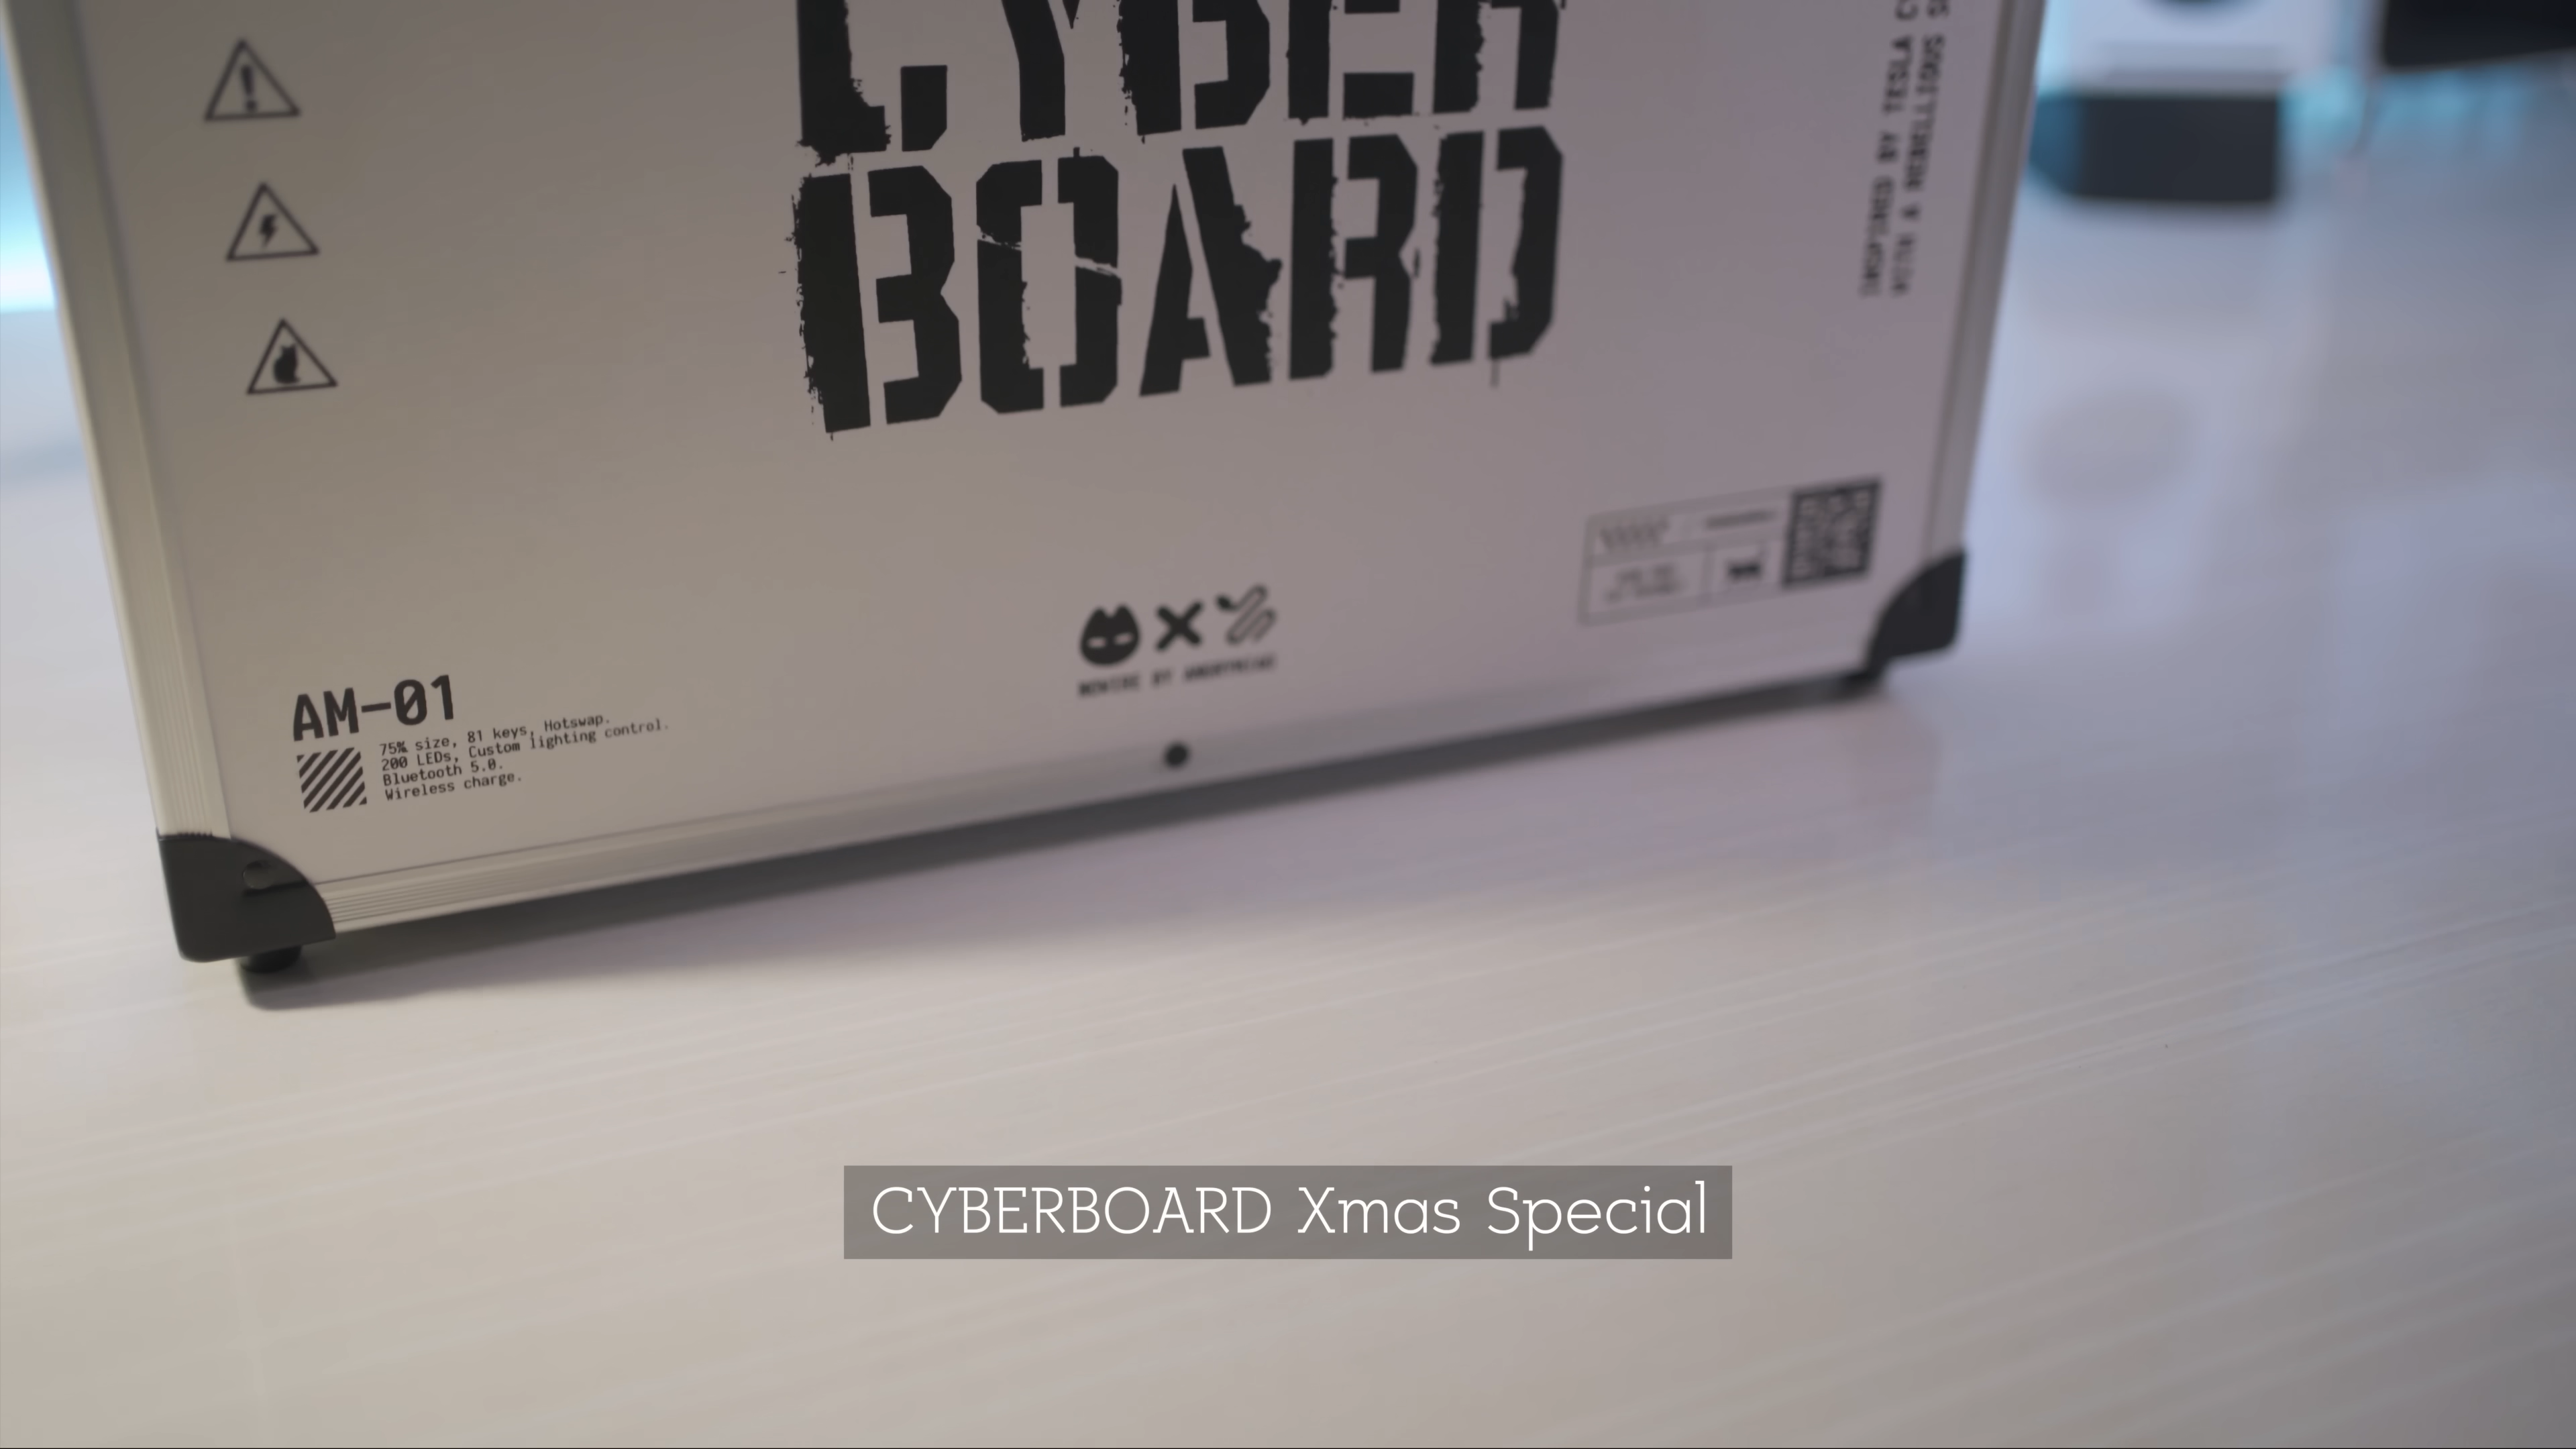 CYBER
BOARD
INSPIRED BY TESLA
WITH A REBELLIOUS
AM-01
75% size, 81 keys, Hotswap.
200 LEDs, Custom lighting control.
Bluetooth 5.0.
Wireless charge.
CYBERBOARD Xmas Special